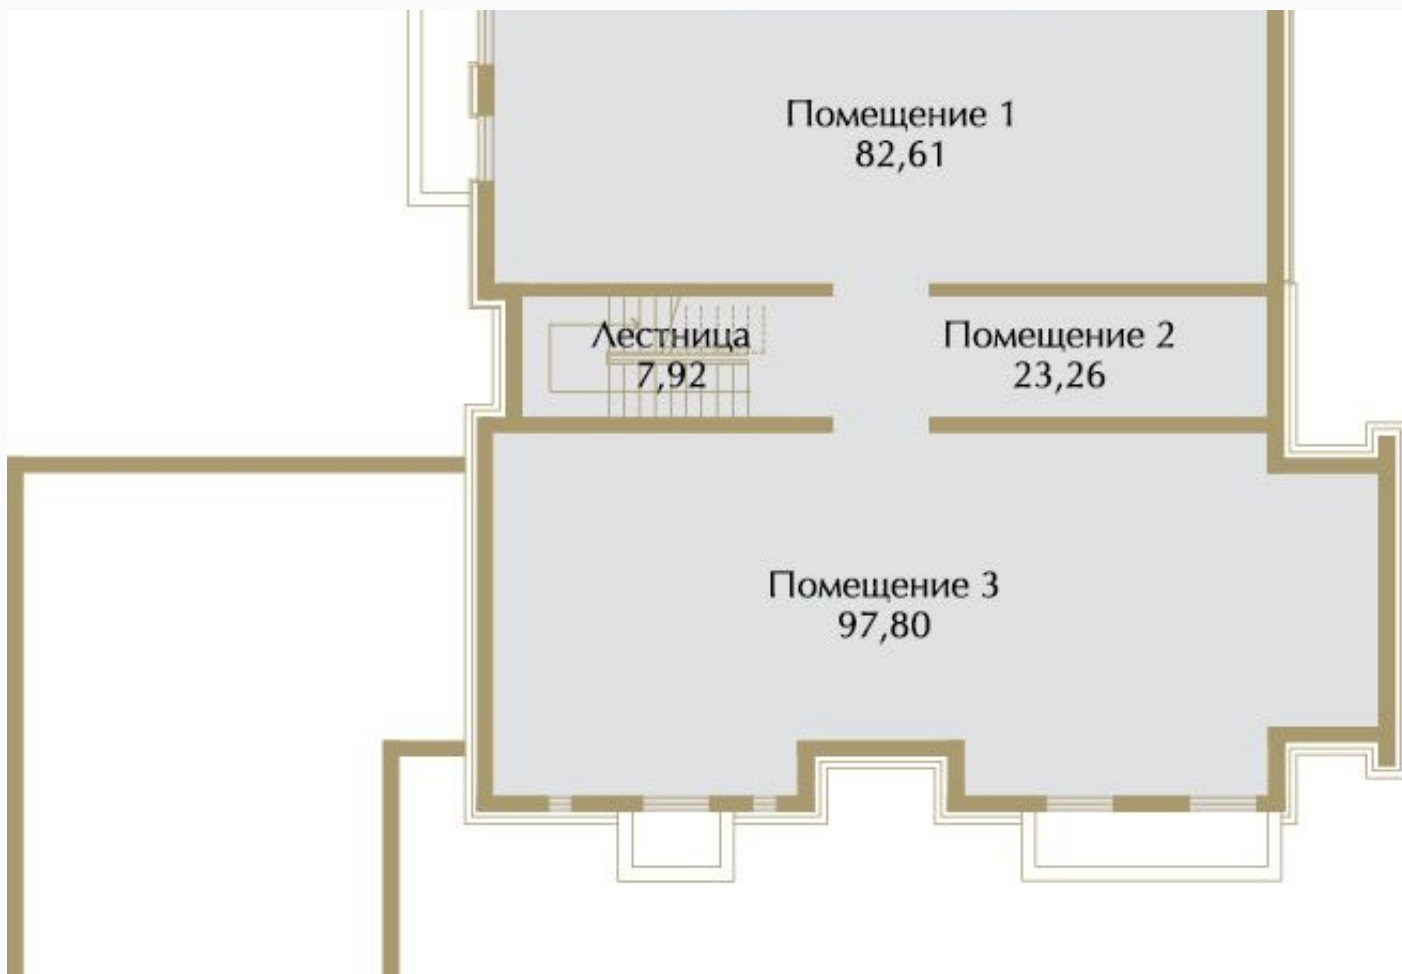 Помещение 1
82,61
Лестница
7,92
Помещение 2
23,26
Помещение 3
97,80